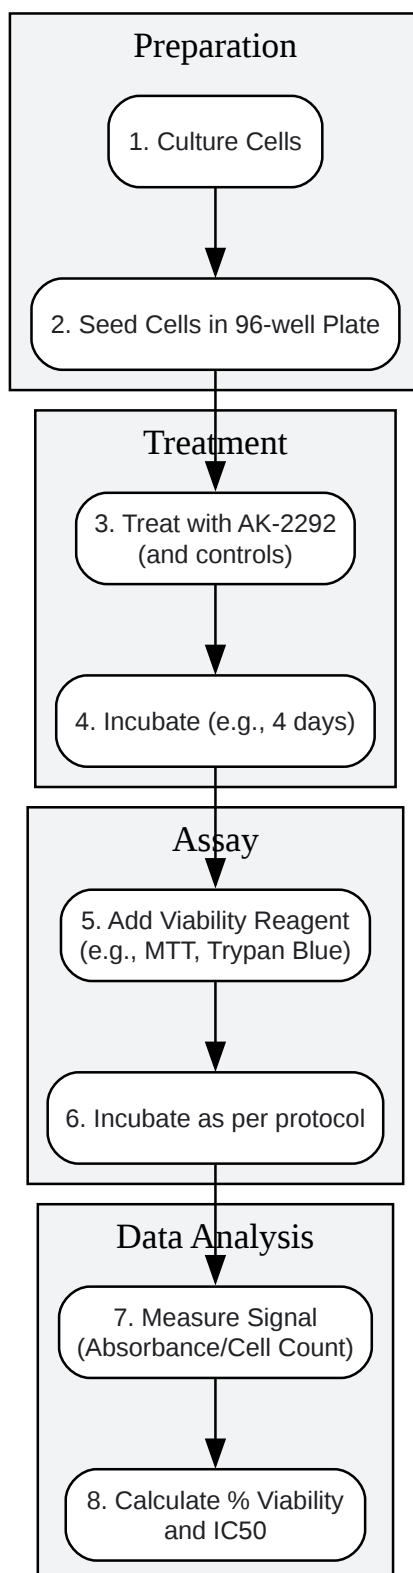 Preparation
1. Culture Cells
2. Seed Cells in 96-well Plate
Treatment
3. Treat with AK-2292
(and controls)
4. Incubate (e.g., 4 days)
Assay
5. Add Viability Reagent
(e.g., MTT, Trypan Blue)
6. Incubate as per protocol
Data Analysis
7. Measure Signal
(Absorbance/Cell Count)
8. Calculate % Viability
and IC50